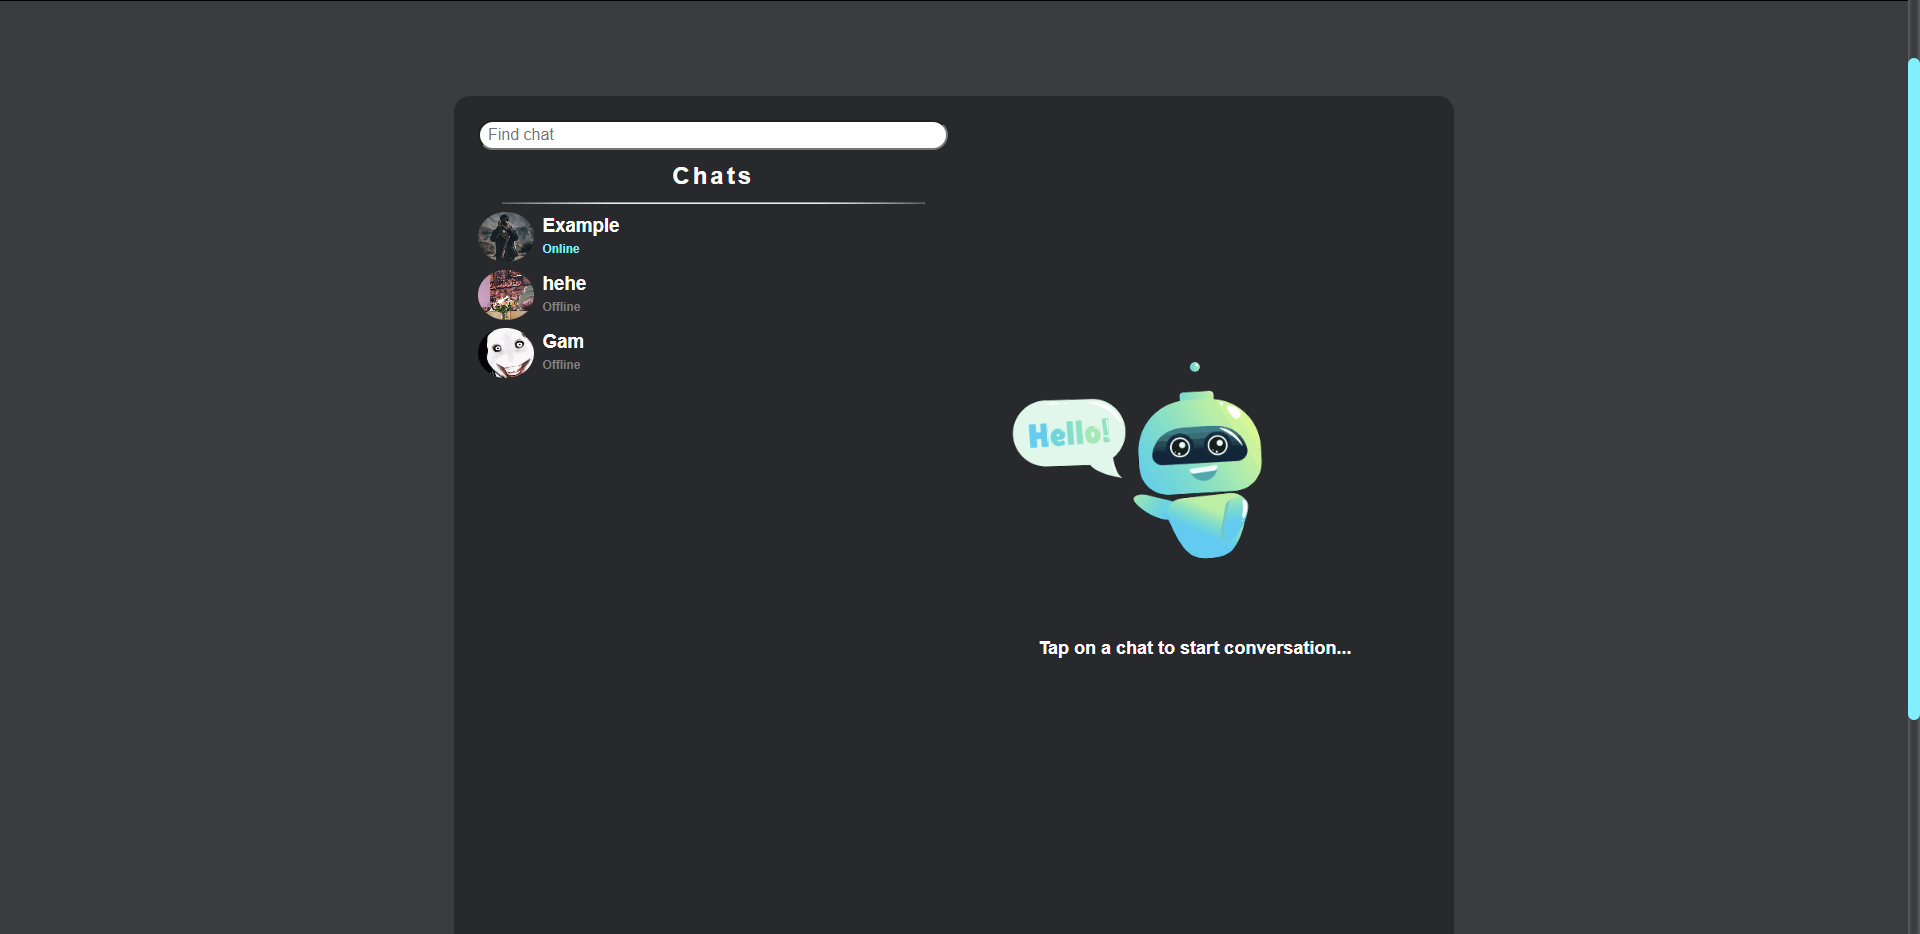 Find chat
Chats
Example
Online
hehe
Offline
Gam
Offline
Hello!
Tap on a chat to start conversation...